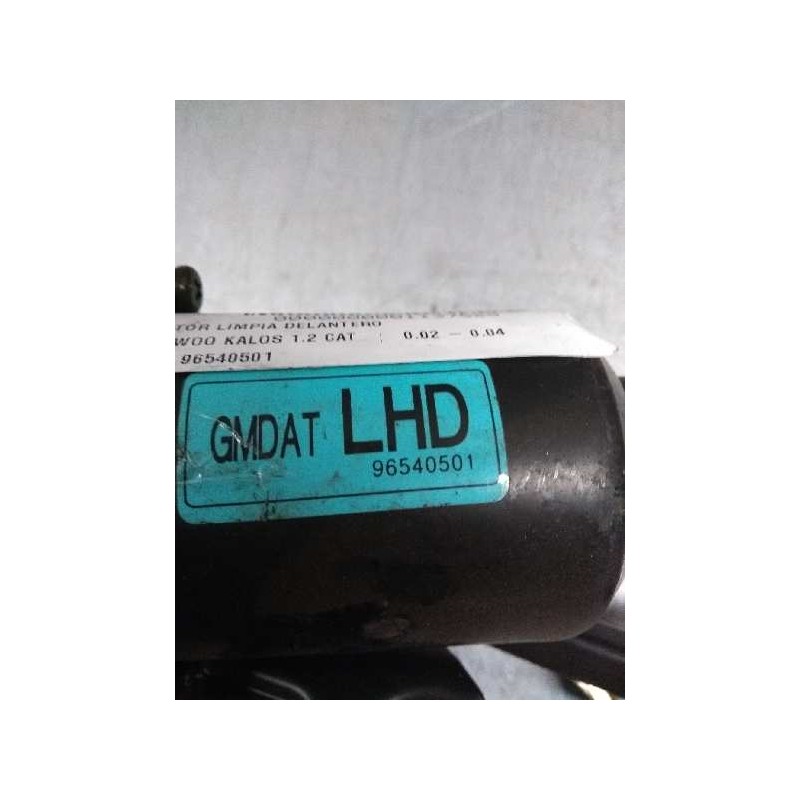 TOR LIMPIA DELANTERO
WOO KALOS 1.2 CAT : 0.02 - 0.04
96540501
GMDAT LHD
96540501